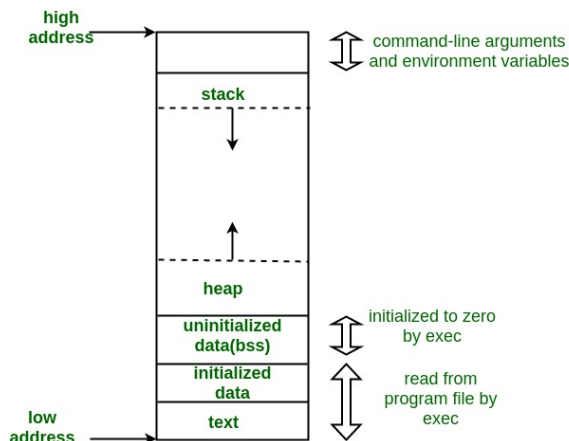 high
address
command-line arguments
and environment variables
stack
heap
uninitialized
data(bss)
initialized to zero
by exec
initialized
data
read from
program file by
exec
text
low
address